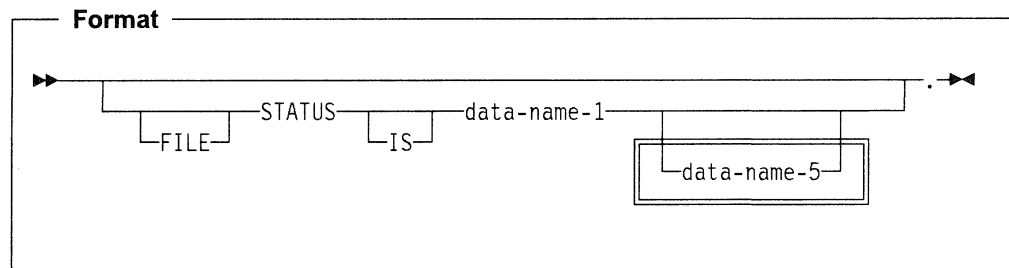 Format
STATUS data-name-1 .
FILE IS
data-name-5